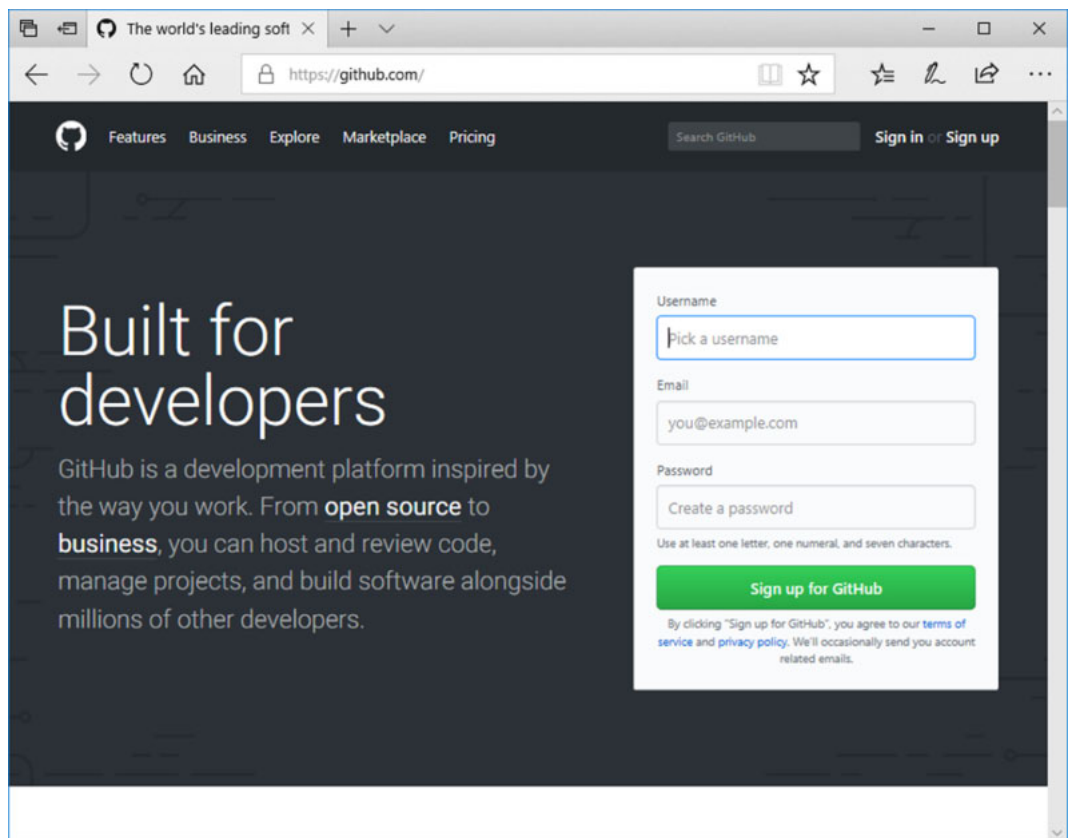 The world's leading soft
https://github.com/
Features Business Explore Marketplace Pricing
Search GitHub
Sign in or Sign up
Built for
developers
GitHub is a development platform inspired by
the way you work. From open source to
business, you can host and review code,
manage projects, and build software alongside
millions of other developers.
Username
Pick a username
Email
you@example.com
Password
Create a password
Use at least one letter, one numeral, and seven characters.
Sign up for GitHub
By clicking "Sign up for GitHub", you agree to our terms of
service and privacy policy. We'll occasionally send you account
related emails.